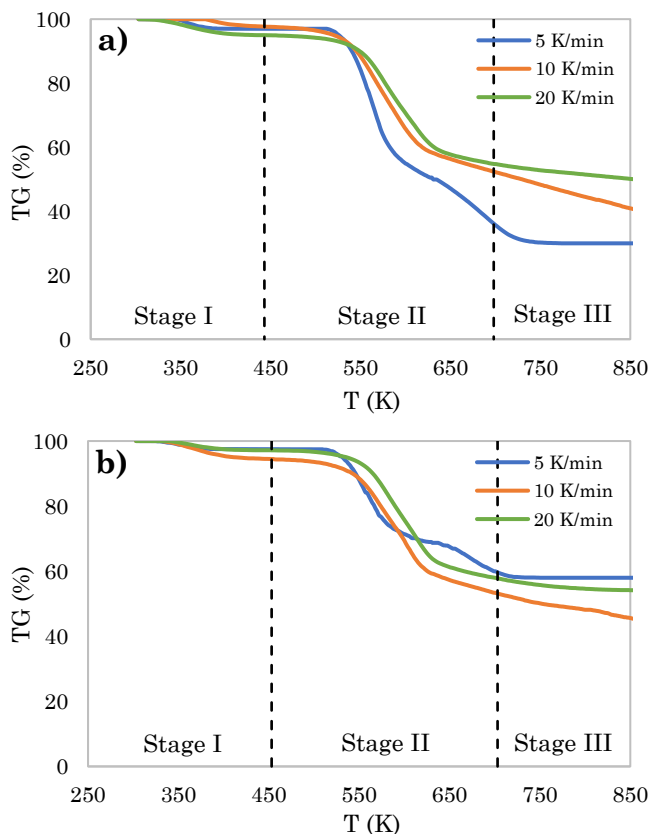 100
a)
5 K/min
10 K/min
20 K/min
80
60
40
20
0
TG (%)
Stage I
Stage II
Stage III
250 350 450 550 650 750 850
T (K)
100
b)
5 K/min
10 K/min
20 K/min
80
60
40
20
0
TG (%)
Stage I
Stage II
Stage III
250 350 450 550 650 750 850
T (K)